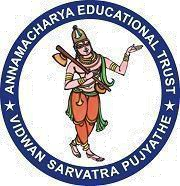 ANNAMACHARYA EDUCATIONAL TRUST
VIDWAN SARVATRA PUJYATHE